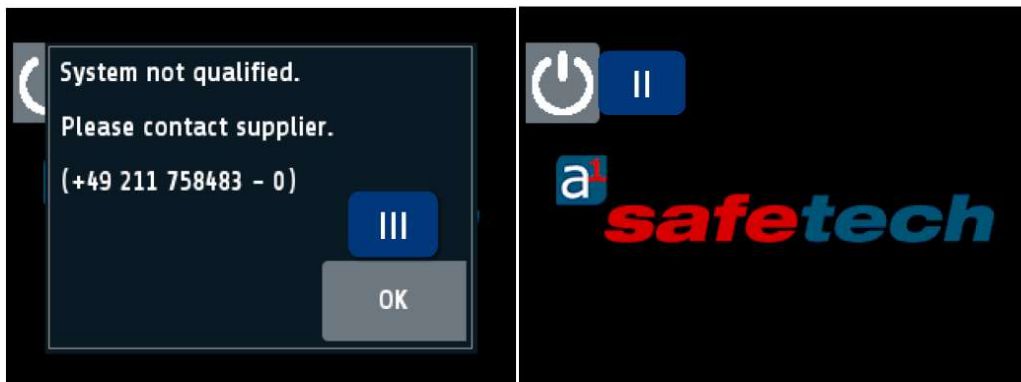 System not qualified.
Please contact supplier.
(+49 211 758483 - 0)
III
OK
II
a1
safetech